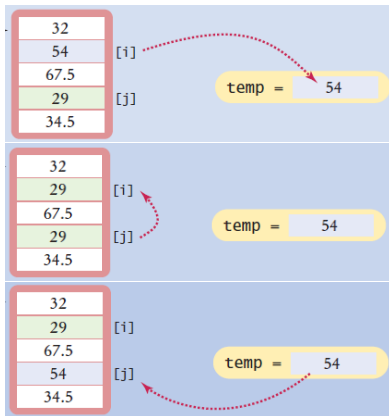 32
54 [i]
67.5 temp = 54
29 [j]
34.5
32
29 [i]
67.5
29 [j] temp = 54
34.5
32
29 [i]
67.5
54 [j] temp = 54
34.5